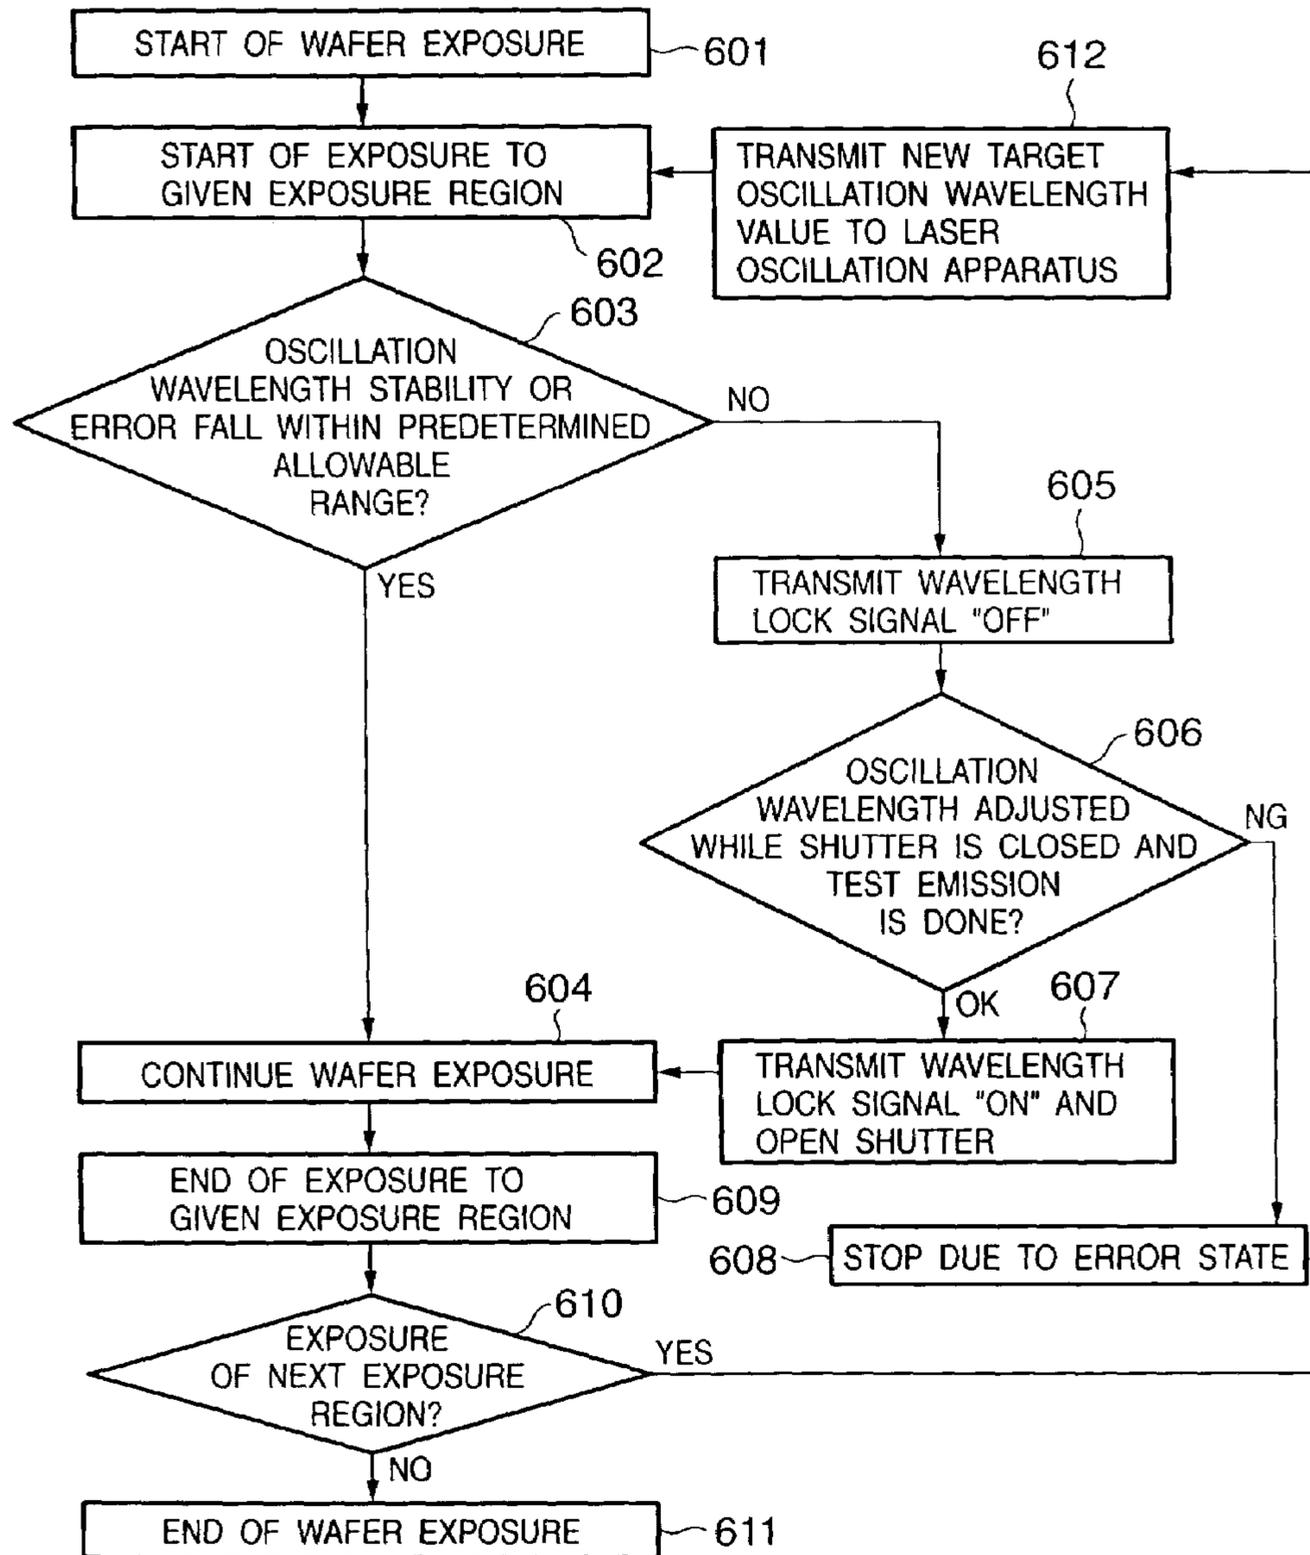 START OF WAFER EXPOSURE
601
612
START OF EXPOSURE TO
GIVEN EXPOSURE REGION
602
TRANSMIT NEW TARGET
OSCILLATION WAVELENGTH
VALUE TO LASER
OSCILLATION APPARATUS
603
OSCILLATION
WAVELENGTH STABILITY OR
ERROR FALL WITHIN PREDETERMINED
ALLOWABLE
RANGE?
NO
YES
605
TRANSMIT WAVELENGTH
LOCK SIGNAL "OFF"
606
OSCILLATION
WAVELENGTH ADJUSTED
WHILE SHUTTER IS CLOSED AND
TEST EMISSION
IS DONE?
NG
OK
604
CONTINUE WAFER EXPOSURE
607
TRANSMIT WAVELENGTH
LOCK SIGNAL "ON" AND
OPEN SHUTTER
END OF EXPOSURE TO
GIVEN EXPOSURE REGION
609
608
STOP DUE TO ERROR STATE
610
EXPOSURE
OF NEXT EXPOSURE
REGION?
YES
NO
END OF WAFER EXPOSURE
611